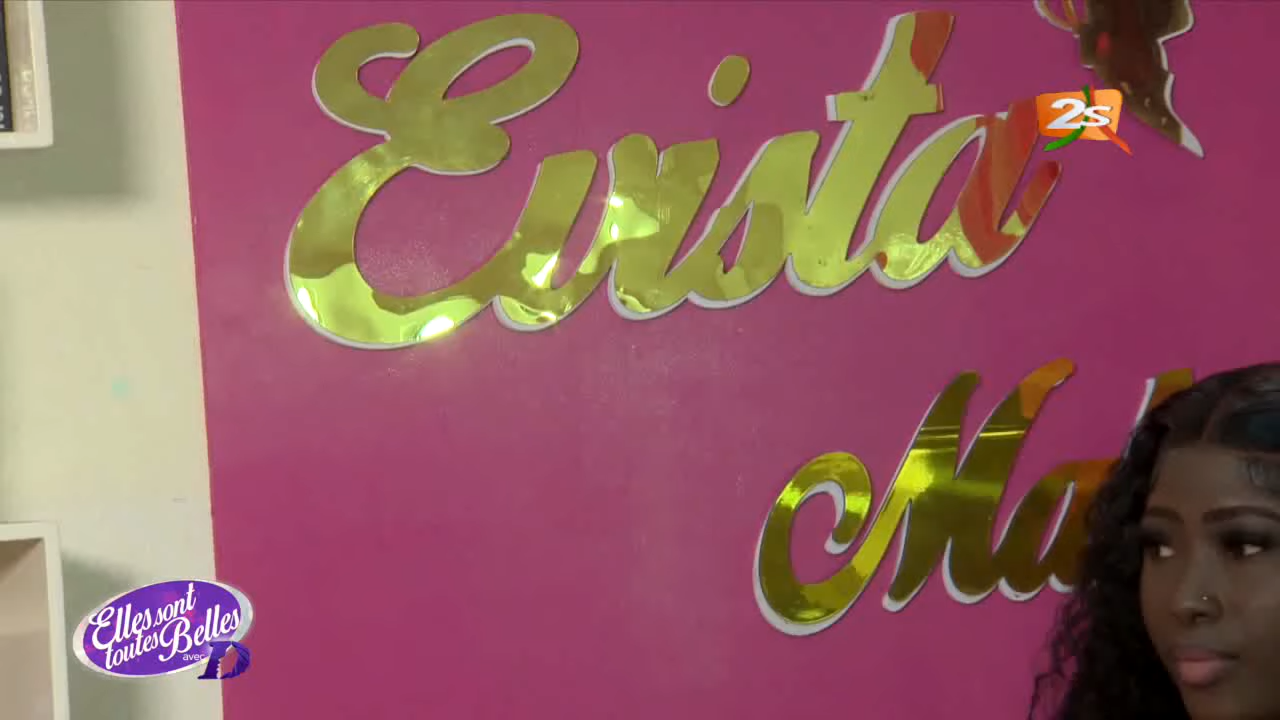 Evista
2s
Elles sont
toutes Belles
avec D